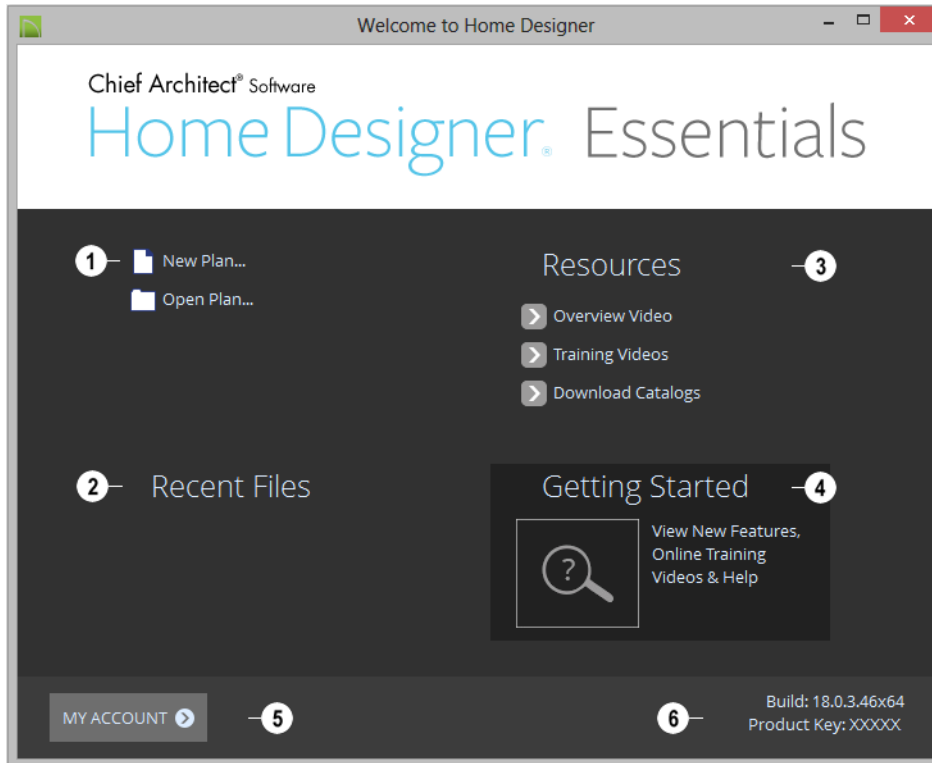 Welcome to Home Designer
Chief Architect® Software
Home Designer® Essentials
1 New Plan...
Open Plan...
Resources 3
Overview Video
Training Videos
Download Catalogs
2 Recent Files
Getting Started 4
View New Features,
Online Training
Videos & Help
?
MY ACCOUNT 5
6 Build: 18.0.3.46x64
Product Key: XXXXX